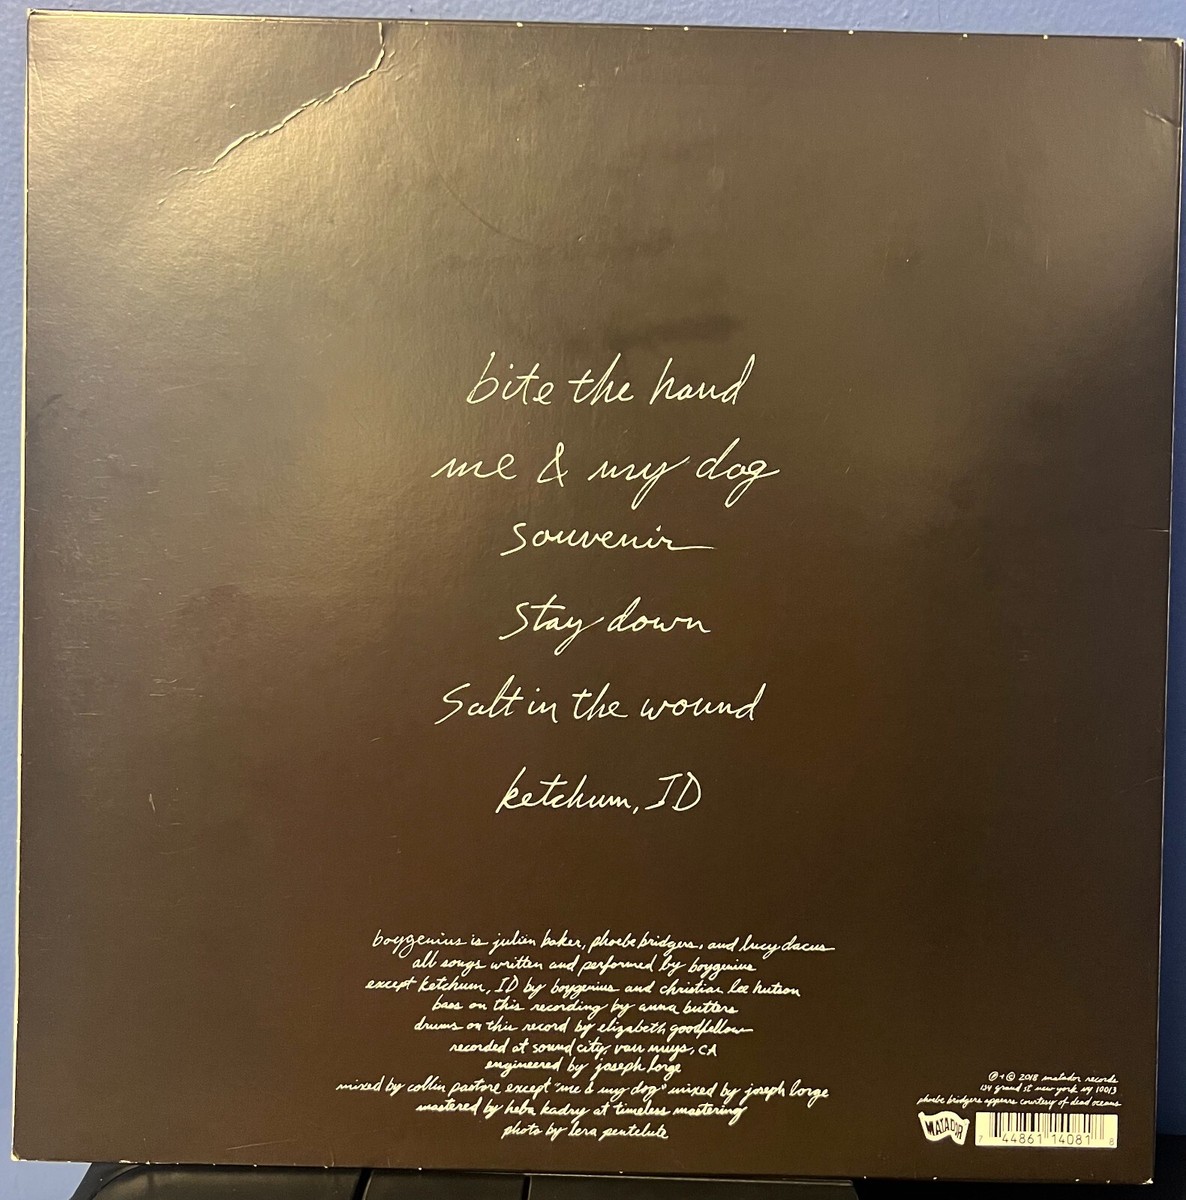 bite the hand
me & my dog
souvenir
stay down
Salt in the wound
ketchum, ID
boygenius is julien baker, phoebe bridgers, and lucy dacus
all songs written and performed by boygenius
except ketchum, ID by boygenius and christian lee hutson
bass on this recording by anna butters
drums on this record by elizabeth goodfellow
recorded at sound city, van nuys, CA
engineered by joseph lorge
mixed by collin pastore except "me & my dog" mixed by joseph lorge
mastered by heba kadry at timeless mastering
photo by lera pentelute
℗+© 2018 matador records
134 grand st new york ny 10013
phoebe bridgers appears courtesy of dead oceans
MATADOR
7 44861 14081 8